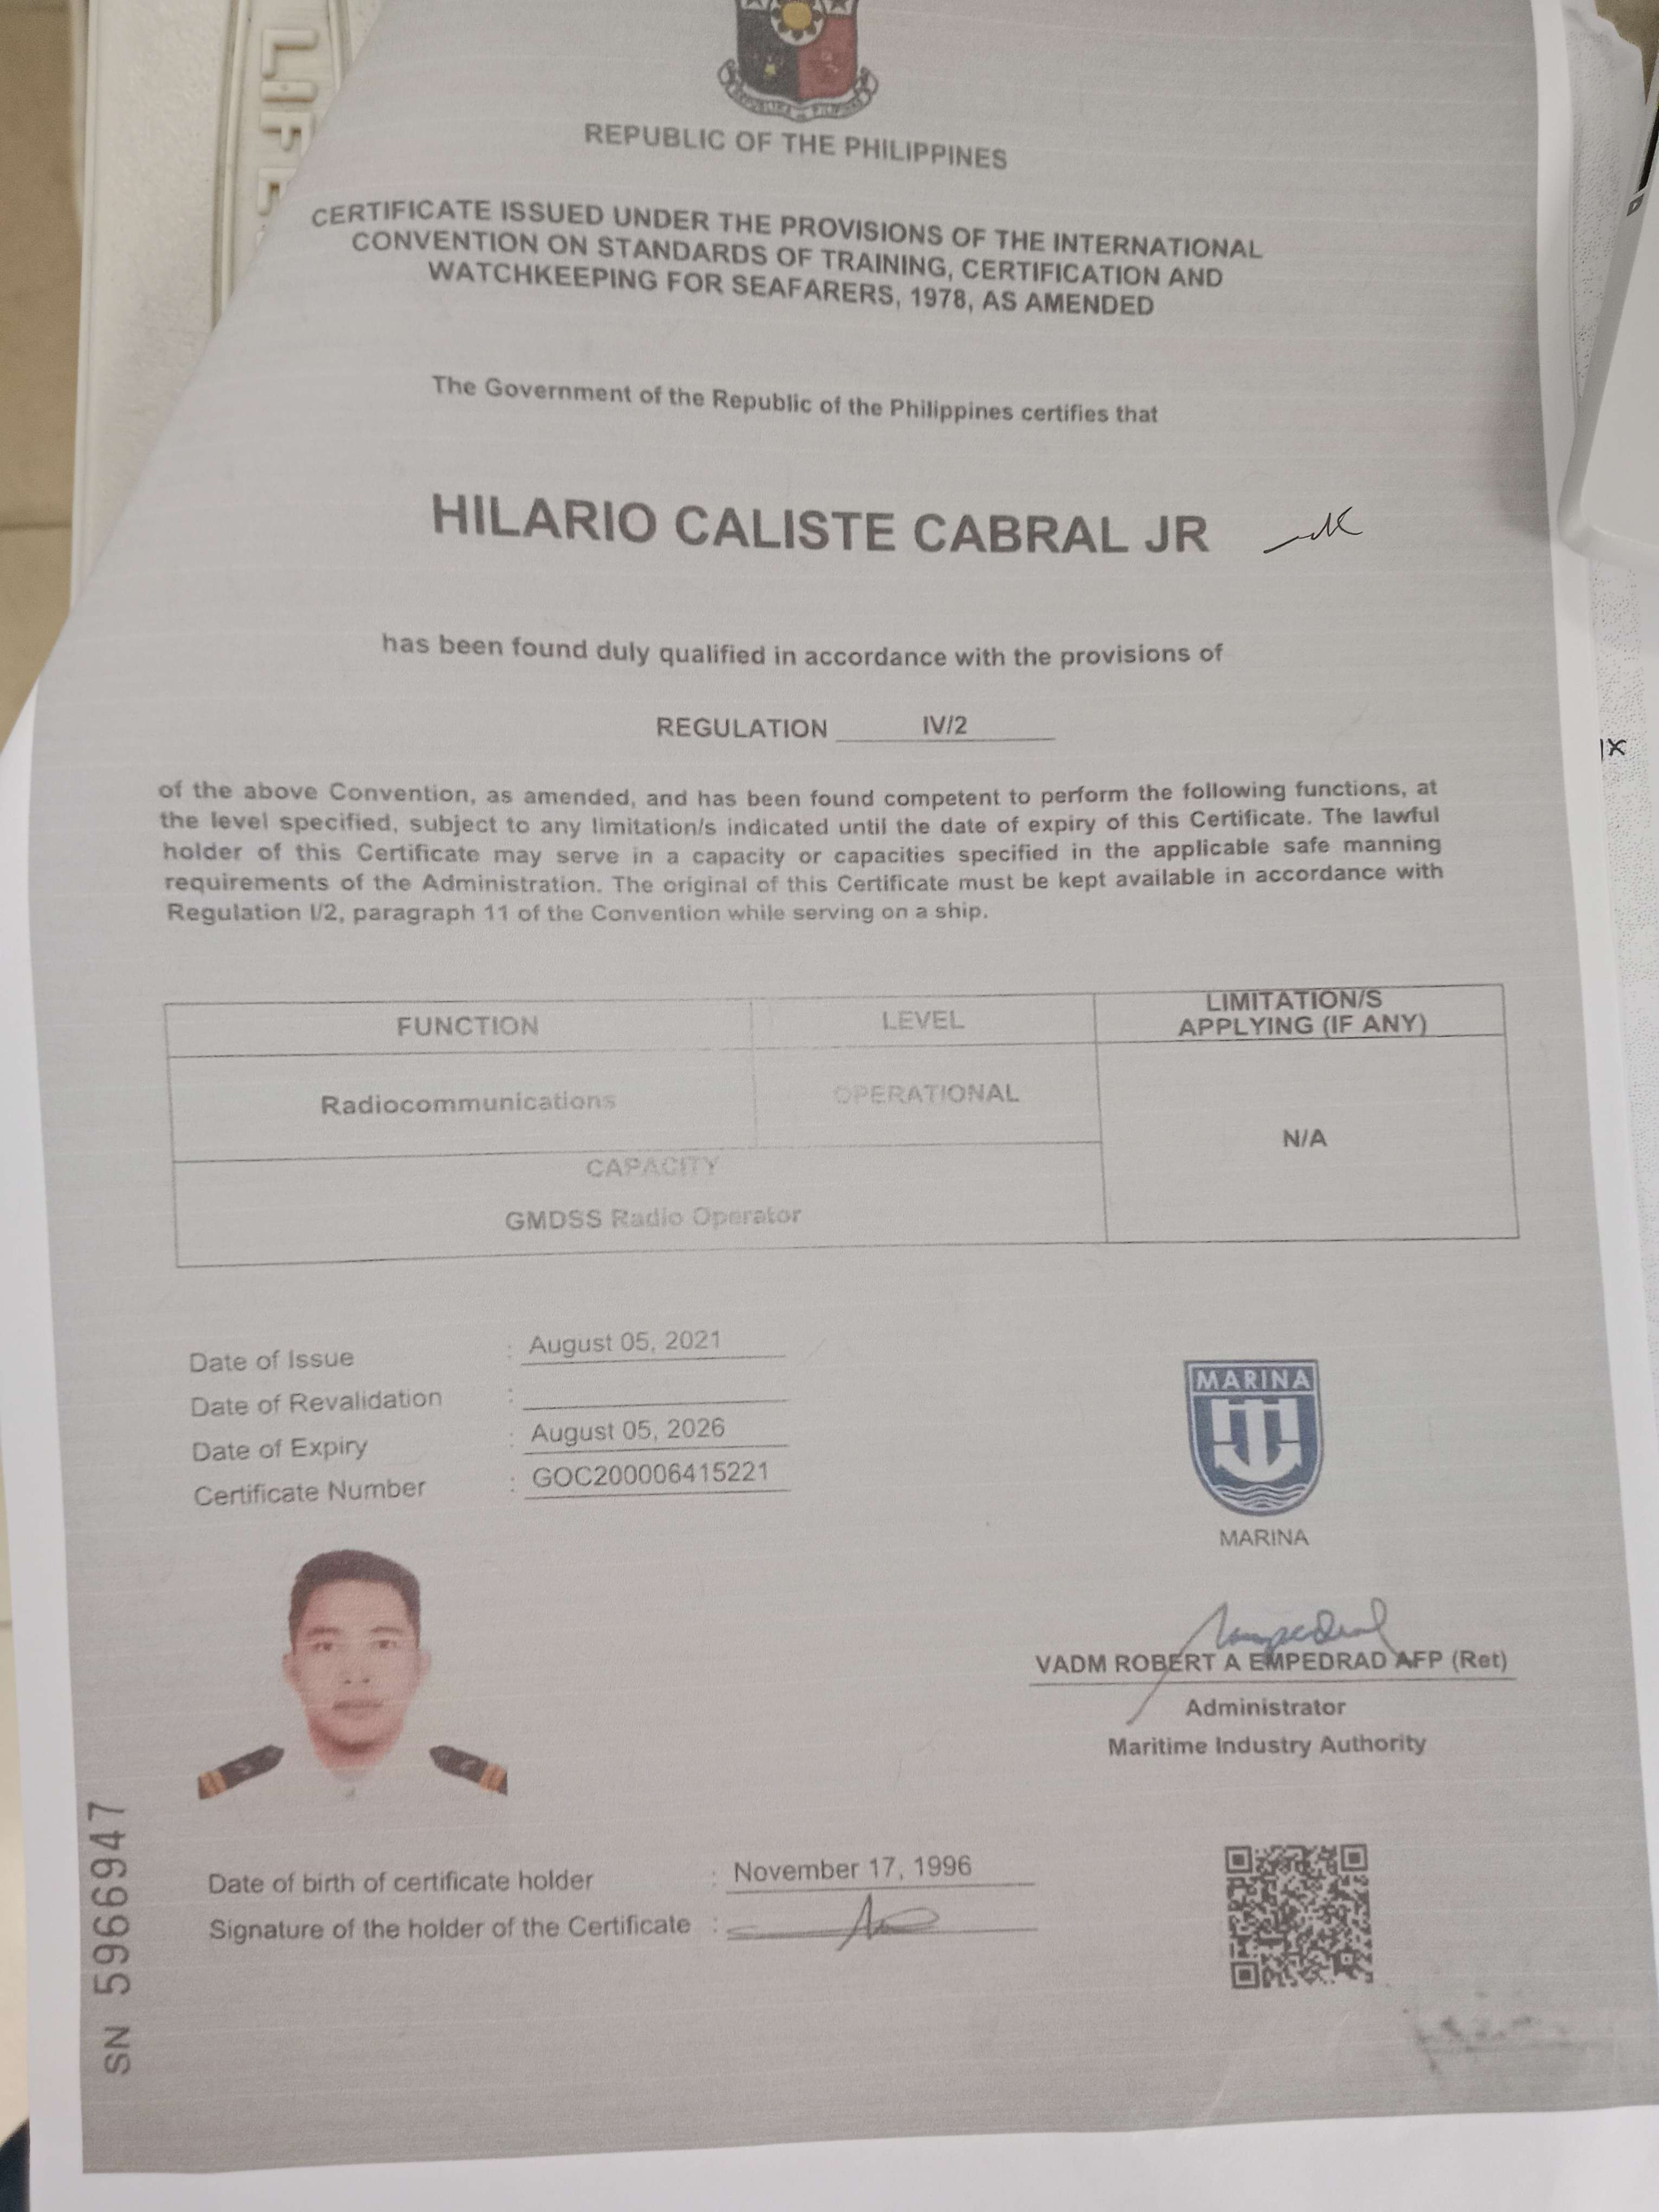 LIFE
REPUBLIKA NG PILIPINAS
REPUBLIC OF THE PHILIPPINES
CERTIFICATE ISSUED UNDER THE PROVISIONS OF THE INTERNATIONAL
CONVENTION ON STANDARDS OF TRAINING, CERTIFICATION AND
WATCHKEEPING FOR SEAFARERS, 1978, AS AMENDED
The Government of the Republic of the Philippines certifies that
HILARIO CALISTE CABRAL JR
has been found duly qualified in accordance with the provisions of
REGULATION IV/2
of the above Convention, as amended, and has been found competent to perform the following functions, at
the level specified, subject to any limitation/s indicated until the date of expiry of this Certificate. The lawful
holder of this Certificate may serve in a capacity or capacities specified in the applicable safe manning
requirements of the Administration. The original of this Certificate must be kept available in accordance with
Regulation I/2, paragraph 11 of the Convention while serving on a ship.
FUNCTION LEVEL LIMITATION/S
APPLYING (IF ANY)
Radiocommunications OPERATIONAL
N/A
CAPACITY
GMDSS Radio Operator
Date of Issue : August 05, 2021
Date of Revalidation :
Date of Expiry : August 05, 2026
Certificate Number : GOC200006415221
MARINA
MARINA
VADM ROBERT A EMPEDRAD AFP (Ret)
Administrator
Maritime Industry Authority
Date of birth of certificate holder : November 17, 1996
Signature of the holder of the Certificate :
SN 5966947